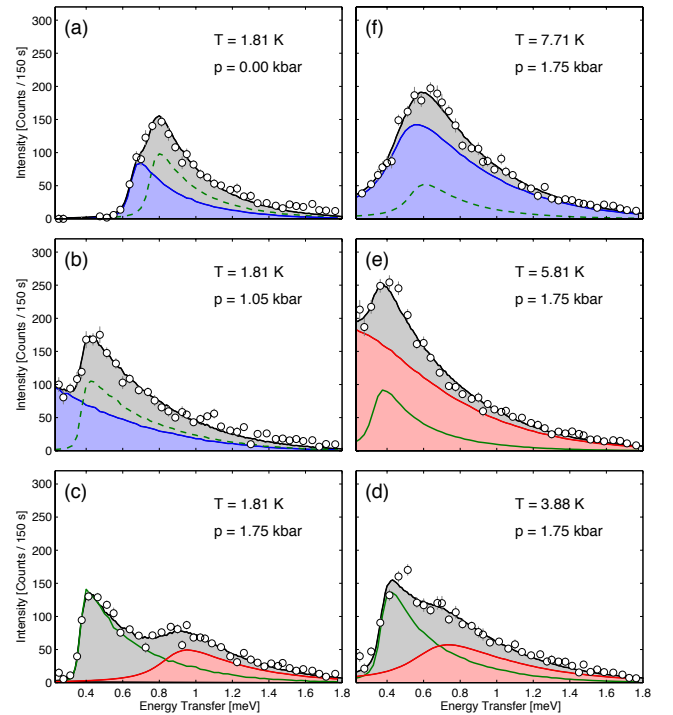 (a)
T = 1.81 K
p = 0.00 kbar
Intensity [Counts / 150 s]
300
250
200
150
100
50
0
(f)
T = 7.71 K
p = 1.75 kbar
(b)
T = 1.81 K
p = 1.05 kbar
Intensity [Counts / 150 s]
300
250
200
150
100
50
0
(e)
T = 5.81 K
p = 1.75 kbar
(c)
T = 1.81 K
p = 1.75 kbar
Intensity [Counts / 150 s]
300
250
200
150
100
50
0
0.4 0.6 0.8 1 1.2 1.4 1.6 1.8
Energy Transfer [meV]
(d)
T = 3.88 K
p = 1.75 kbar
0.4 0.6 0.8 1 1.2 1.4 1.6 1.8
Energy Transfer [meV]